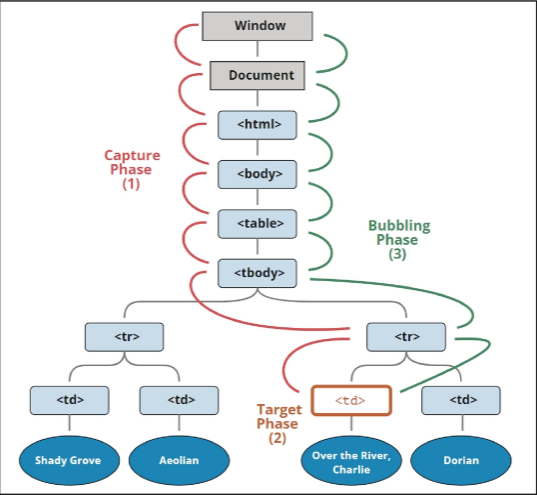 Window
Document
<html>
Capture
Phase
(1)
<body>
<table>
Bubbling
Phase
(3)
<tbody>
<tr>
<tr>
<td>
<td>
Target
Phase
(2)
<td>
<td>
Shady Grove
Aeolian
Over the River,
Charlie
Dorian